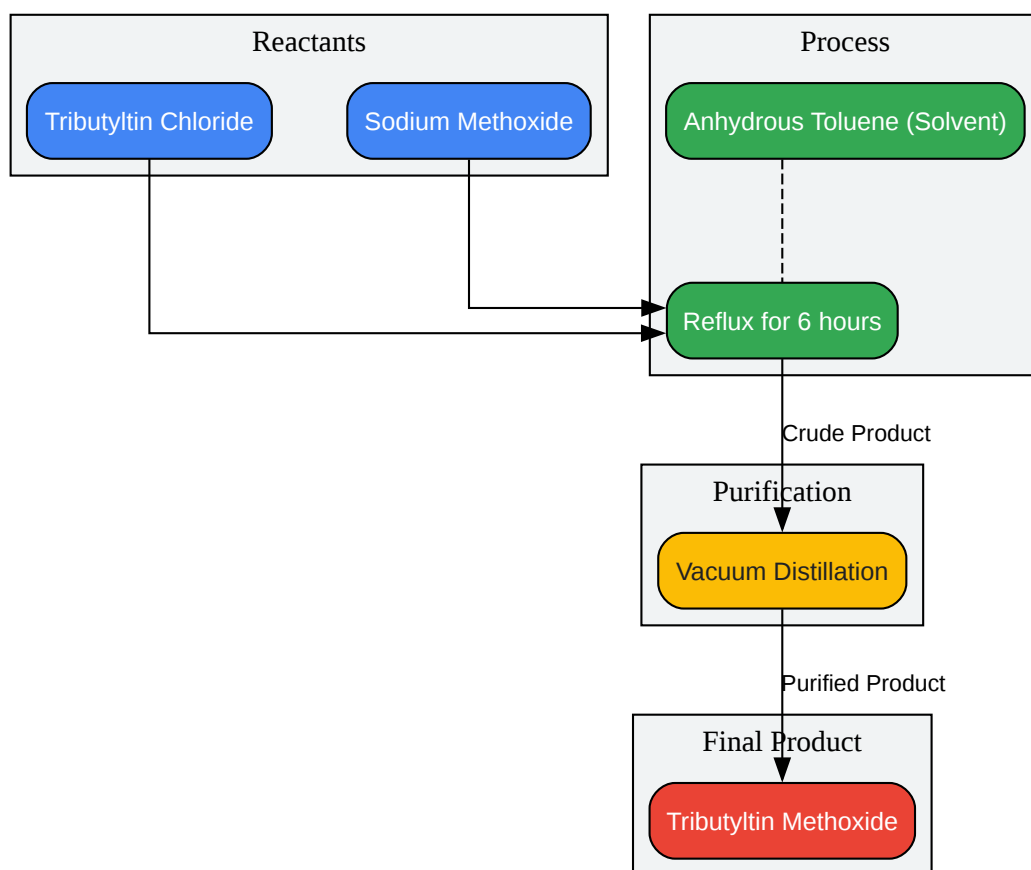 Reactants
Process
Tributyltin Chloride
Sodium Methoxide
Anhydrous Toluene (Solvent)
Reflux for 6 hours
Crude Product
Purification
Vacuum Distillation
Purified Product
Final Product
Tributyltin Methoxide